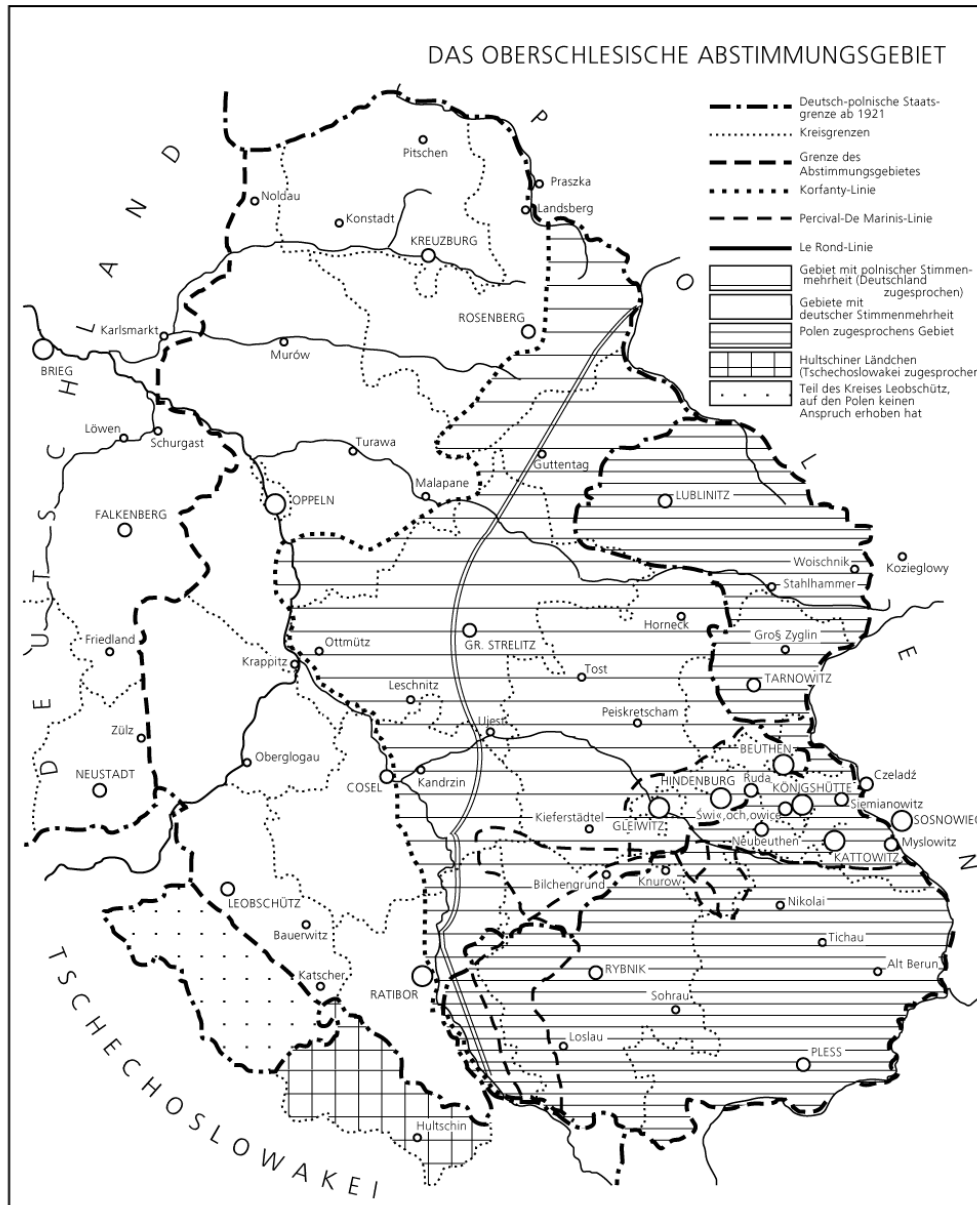 DAS OBERSCHLESISCHE ABSTIMMUNGSGEBIET
Deutsch-polnische Staats-
grenze ab 1921
Kreisgrenzen
Grenze des
Abstimmungsgebietes
Korfanty-Linie
Percival-De Marinis-Linie
Le Rond-Linie
Gebiet mit polnischer Stimmen-
mehrheit (Deutschland
zugesprochen)
Gebiete mit
deutscher Stimmenmehrheit
Polen zugesprochens Gebiet
Hultschiner Ländchen
(Tschechoslowakei zugesprochen
Teil des Kreises Leobschütz,
auf den Polen keinen
Anspruch erhoben hat
DEUTSCHLAND
POLEN
TSCHECHOSLOWAKEI
Pitschen
Praszka
Noldau
Landsberg
Konstadt
KREUZBURG
ROSENBERG
Karlsmarkt
Murów
BRIEG
Löwen
Schurgast
Turawa
Guttentag
Malapane
LUBLINITZ
OPPELN
FALKENBERG
Woischnik
Kozieglowy
Stahlhammer
Horneck
Friedland
Ottmütz
GR. STRELITZ
Gro§ Zyglin
Krappitz
Tost
TARNOWITZ
Leschnitz
Peiskretscham
Zülz
Ujest
BEUTHEN
Oberglogau
NEUSTADT
COSEL
Kandrzin
HINDENBURG
Ruda
KÖNIGSHÜTTE
Czeladź
Siemianowitz
Świ«,och,owice
SOSNOWIEC
GLEIWITZ
Kieferstädtel
Neubeuthen
Myslowitz
KATTOWITZ
Bilchengrund
Knurow
LEOBSCHÜTZ
Nikolai
Bauerwitz
Tichau
Katscher
RATIBOR
RYBNIK
Alt Berun
Sohrau
Loslau
PLESS
Hultschin